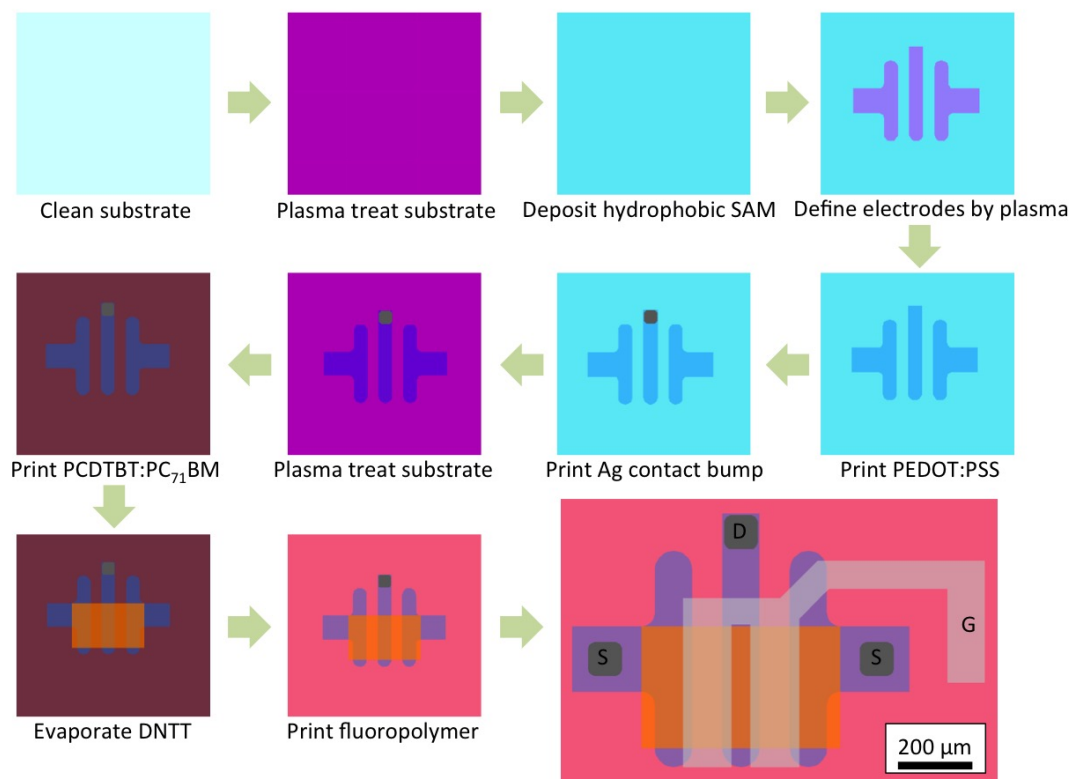 Clean substrate
Plasma treat substrate
Deposit hydrophobic SAM
Define electrodes by plasma
Print PCDTBT:PC₇₁BM
Plasma treat substrate
Print Ag contact bump
Print PEDOT:PSS
Evaporate DNTT
Print fluoropolymer
D
S
S
G
200 µm